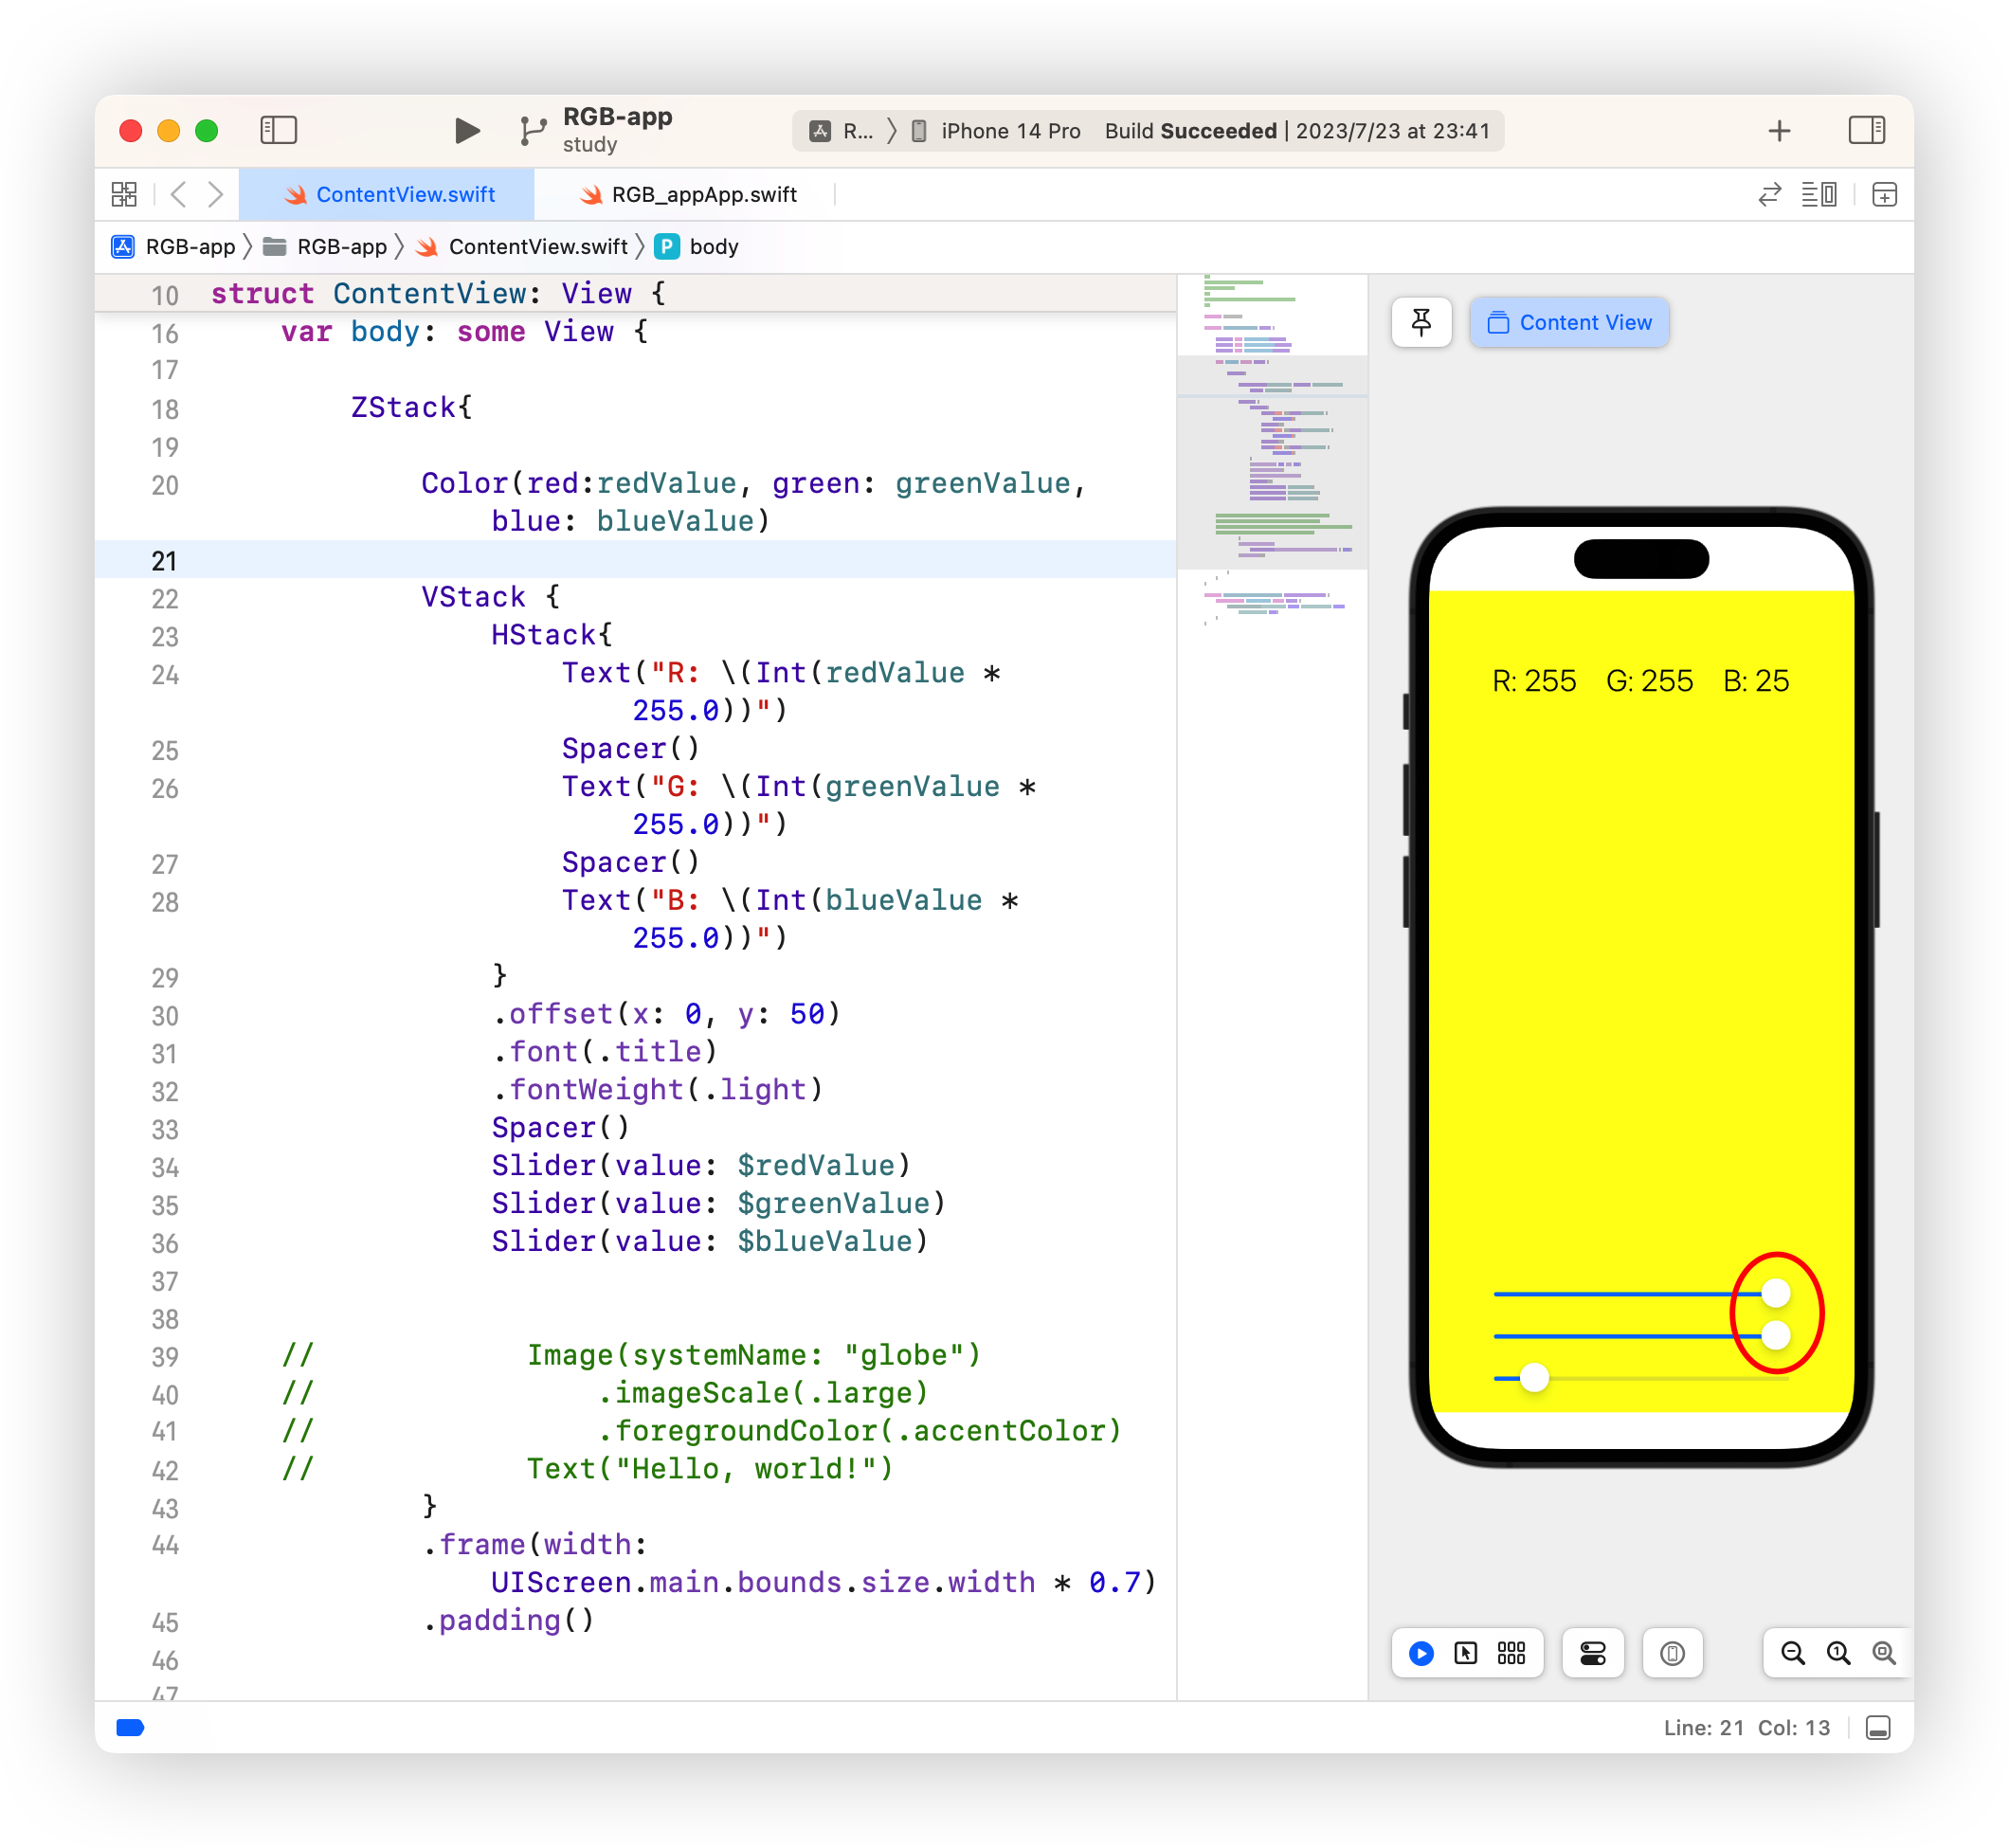 RGB-app
study
R... 〉 iPhone 14 Pro Build Succeeded | 2023/7/23 at 23:41
ContentView.swift
RGB_appApp.swift
RGB-app 〉 RGB-app 〉 ContentView.swift 〉 P body
10 struct ContentView: View {
16 var body: some View {
17
18 ZStack{
19
20 Color(red:redValue, green: greenValue,
blue: blueValue)
21
22 VStack {
23 HStack{
24 Text("R: \(Int(redValue *
255.0))")
25 Spacer()
26 Text("G: \(Int(greenValue *
255.0))")
27 Spacer()
28 Text("B: \(Int(blueValue *
255.0))")
29 }
30 .offset(x: 0, y: 50)
31 .font(.title)
32 .fontWeight(.light)
33 Spacer()
34 Slider(value: $redValue)
35 Slider(value: $greenValue)
36 Slider(value: $blueValue)
37
38
39 // Image(systemName: "globe")
40 // .imageScale(.large)
41 // .foregroundColor(.accentColor)
42 // Text("Hello, world!")
43 }
44 .frame(width:
UIScreen.main.bounds.size.width * 0.7)
45 .padding()
46
47
Content View
R: 255 G: 255 B: 25
Line: 21 Col: 13